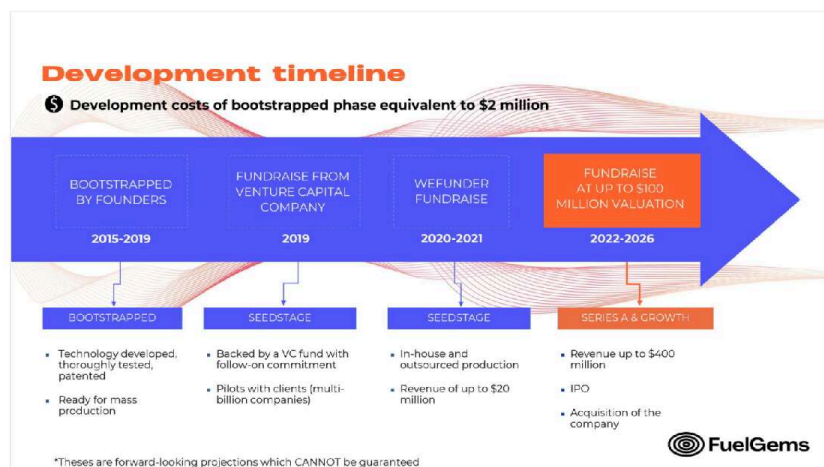 Development timeline
$ Development costs of bootstrapped phase equivalent to $2 million
BOOTSTRAPPED
BY FOUNDERS
2015-2019
FUNDRAISE FROM
VENTURE CAPITAL
COMPANY
2019
WEFUNDER
FUNDRAISE
2020-2021
FUNDRAISE
AT UP TO $100
MILLION VALUATION
2022-2026
BOOTSTRAPPED
▪ Technology developed,
thoroughly tested,
patented
▪ Ready for mass
production
SEEDSTAGE
▪ Backed by a VC fund with
follow-on commitment
▪ Pilots with clients (multi-
billion companies)
SEEDSTAGE
▪ In-house and
outsourced production
▪ Revenue of up to $20
million
SERIES A & GROWTH
▪ Revenue up to $400
million
▪ IPO
▪ Acquisition of the
company
FuelGems
*Theses are forward-looking projections which CANNOT be guaranteed